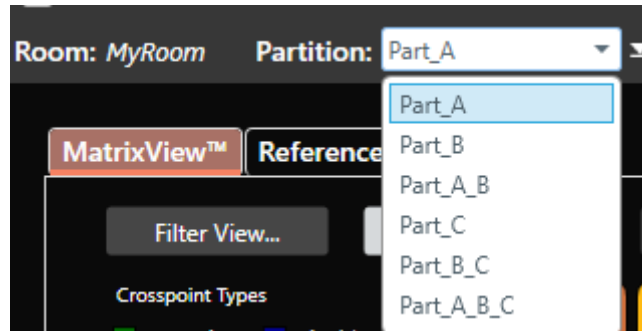 Room: MyRoom Partition: Part_A
Part_A
Part_B
Part_A_B
Part_C
Part_B_C
Part_A_B_C
MatrixView™ Reference
Filter View...
Crosspoint Types